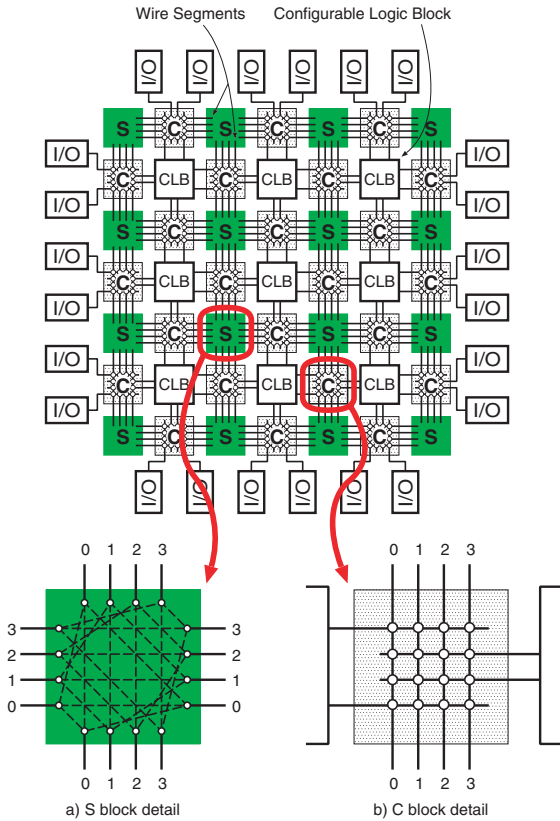 Wire Segments Configurable Logic Block
I/O I/O I/O I/O I/O I/O
S C S C S C S
I/O I/O
C CLB C CLB C CLB C
I/O I/O
S C S C S C S
I/O I/O
C CLB C CLB C CLB C
I/O I/O
S C S C S C S
I/O I/O
C CLB C CLB C CLB C
I/O I/O
S C S C S C S
I/O I/O I/O I/O I/O I/O
0 1 2 3 0 1 2 3
3 3
2 2
1 1
0 0
0 1 2 3 0 1 2 3
a) S block detail b) C block detail